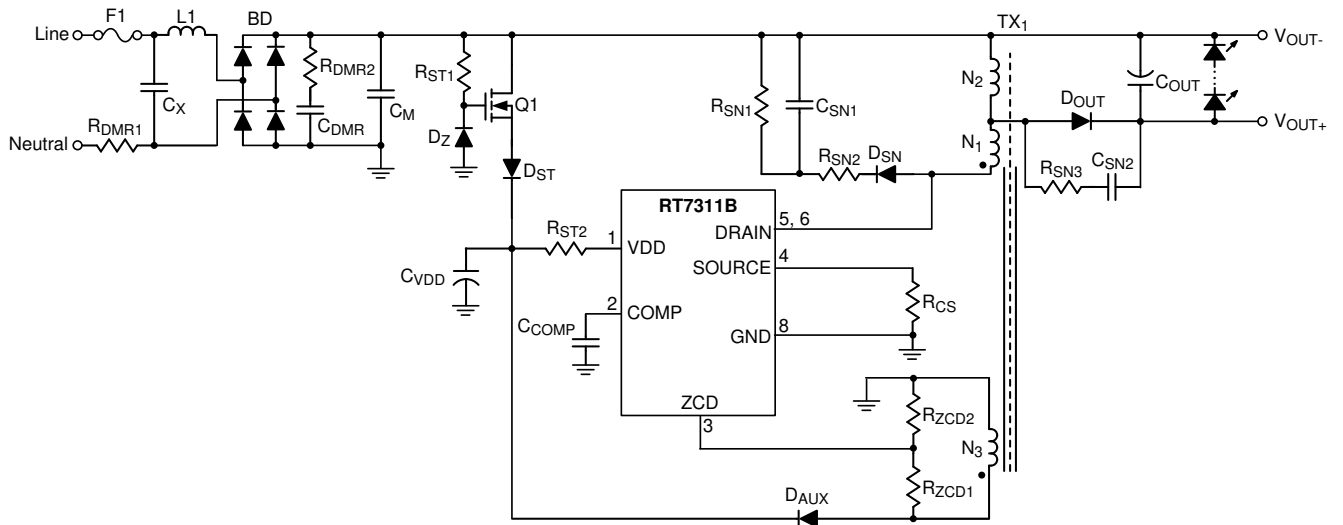 F1
L1
BD
TX1
Line
VOUT-
RDMR2
RST1
Q1
RSN1
CSN1
N2
COUT
CX
CM
DOUT
RDMR1
CDMR
DZ
VOUT+
Neutral
N1
DST
RSN2
DSN
RSN3
CSN2
RT7311B
5, 6
DRAIN
RST2
1
VDD
4
SOURCE
CVDD
2
COMP
RCS
CCOMP
8
GND
ZCD
3
RZCD2
N3
RZCD1
DAUX